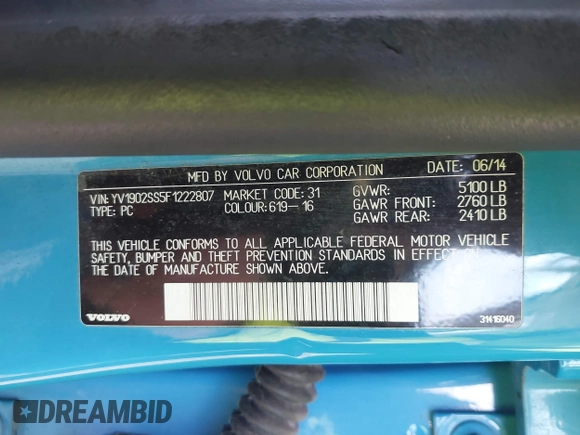 MFD BY VOLVO CAR CORPORATION DATE: 06/14
VIN: YV1902SS5F1222807 MARKET CODE: 31 GVWR: 5100 LB
TYPE: PC COLOUR: 619-16 GAWR FRONT: 2760 LB
GAWR REAR: 2410 LB
THIS VEHICLE CONFORMS TO ALL APPLICABLE FEDERAL MOTOR VEHICLE
SAFETY, BUMPER AND THEFT PREVENTION STANDARDS IN EFFECT ON
THE DATE OF MANUFACTURE SHOWN ABOVE.
VOLVO 31416040
DREAMBID